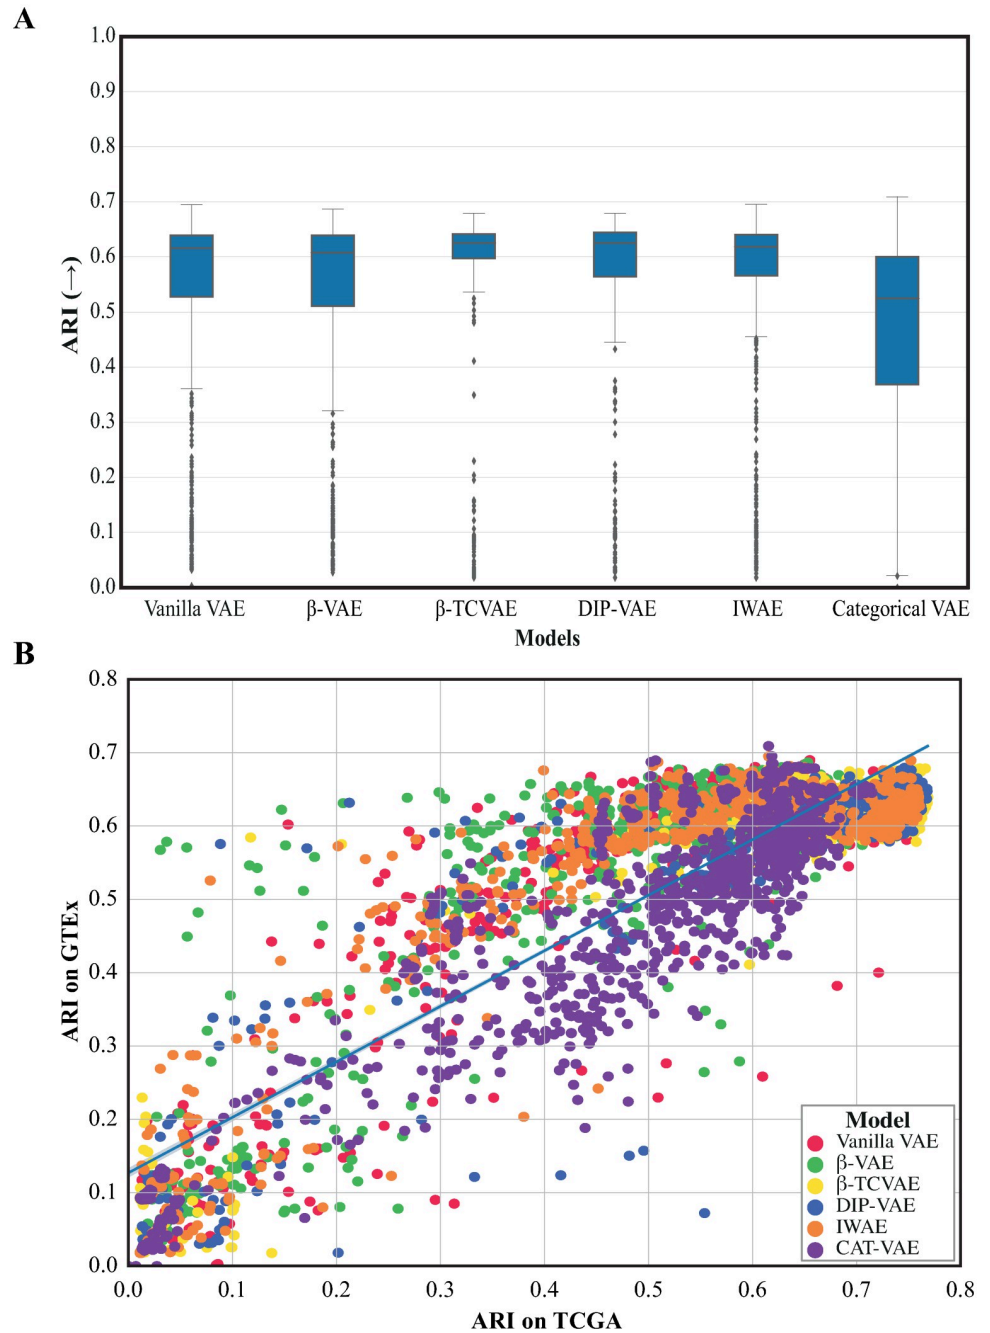 A
1.0
0.9
0.8
0.7
0.6
0.5
0.4
0.3
0.2
0.1
0.0
ARI (→)
Vanilla VAE β-VAE β-TCVAE DIP-VAE IWAE Categorical VAE
Models
B
0.8
0.7
0.6
0.5
0.4
0.3
0.2
0.1
0.0
ARI on GTEx
Model
Vanilla VAE
β-VAE
β-TCVAE
DIP-VAE
IWAE
CAT-VAE
0.0 0.1 0.2 0.3 0.4 0.5 0.6 0.7 0.8
ARI on TCGA